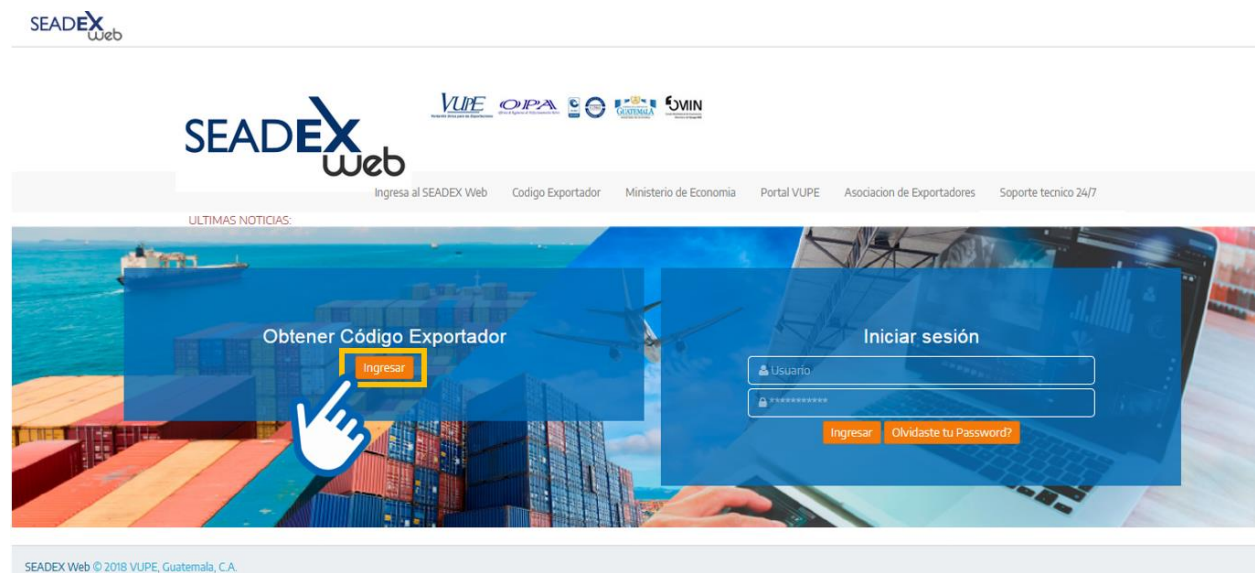 SEADEX
Web
VUPE OPA GUATEMALA OMIN
SEADEX
web
Ingresa al SEADEX Web Codigo Exportador Ministerio de Economia Portal VUPE Asociacion de Exportadores Soporte tecnico 24/7
ULTIMAS NOTICIAS:
Obtener Código Exportador
Ingresar
Iniciar sesión
Usuario
***********
Ingresar Olvidaste tu Password?
SEADEX Web © 2018 VUPE, Guatemala, C.A.